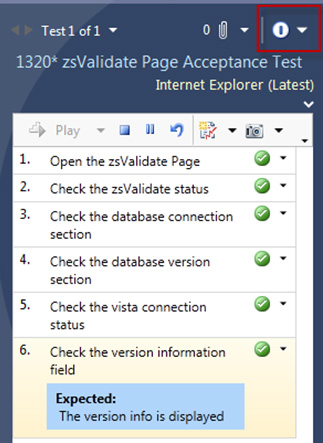 Test 1 of 1
0
1320* zsValidate Page Acceptance Test
Internet Explorer (Latest)
Play
1. Open the zsValidate Page
2. Check the zsValidate status
3. Check the database connection
section
4. Check the database version
section
5. Check the vista connection
status
6. Check the version information
field
Expected:
The version info is displayed